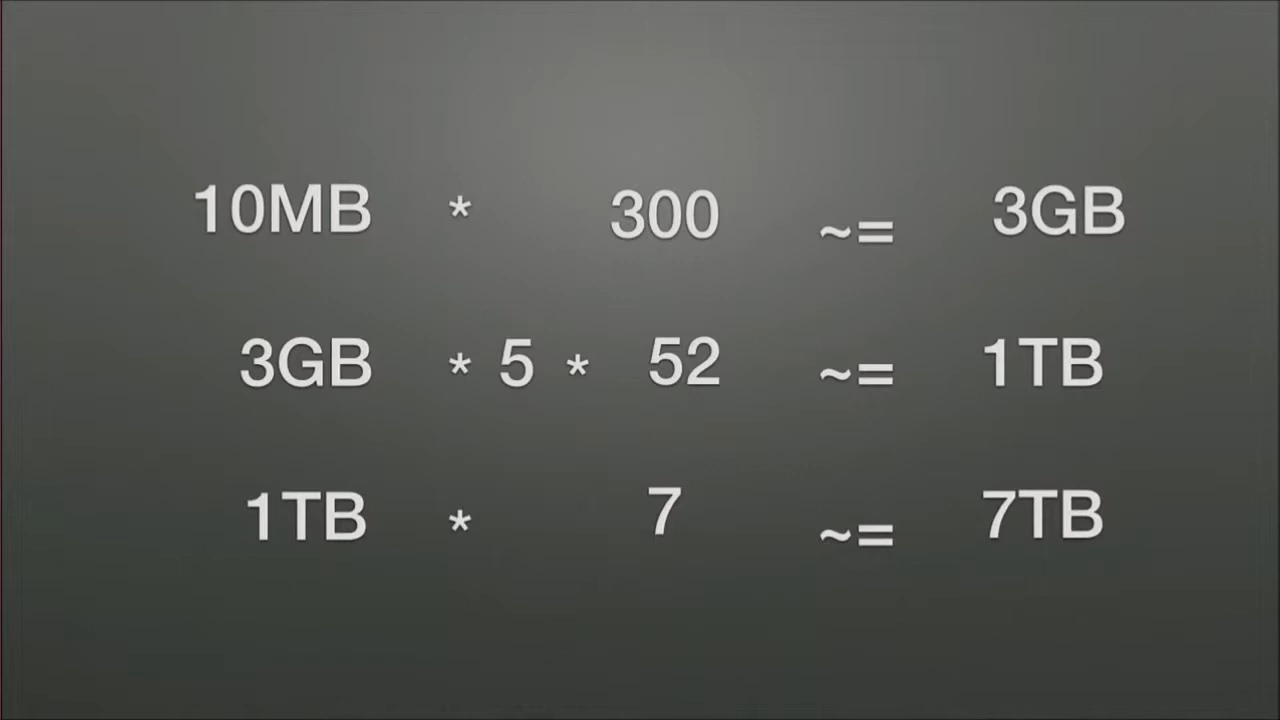 10MB * 300 ~= 3GB
3GB * 5 * 52 ~= 1TB
1TB * 7 ~= 7TB